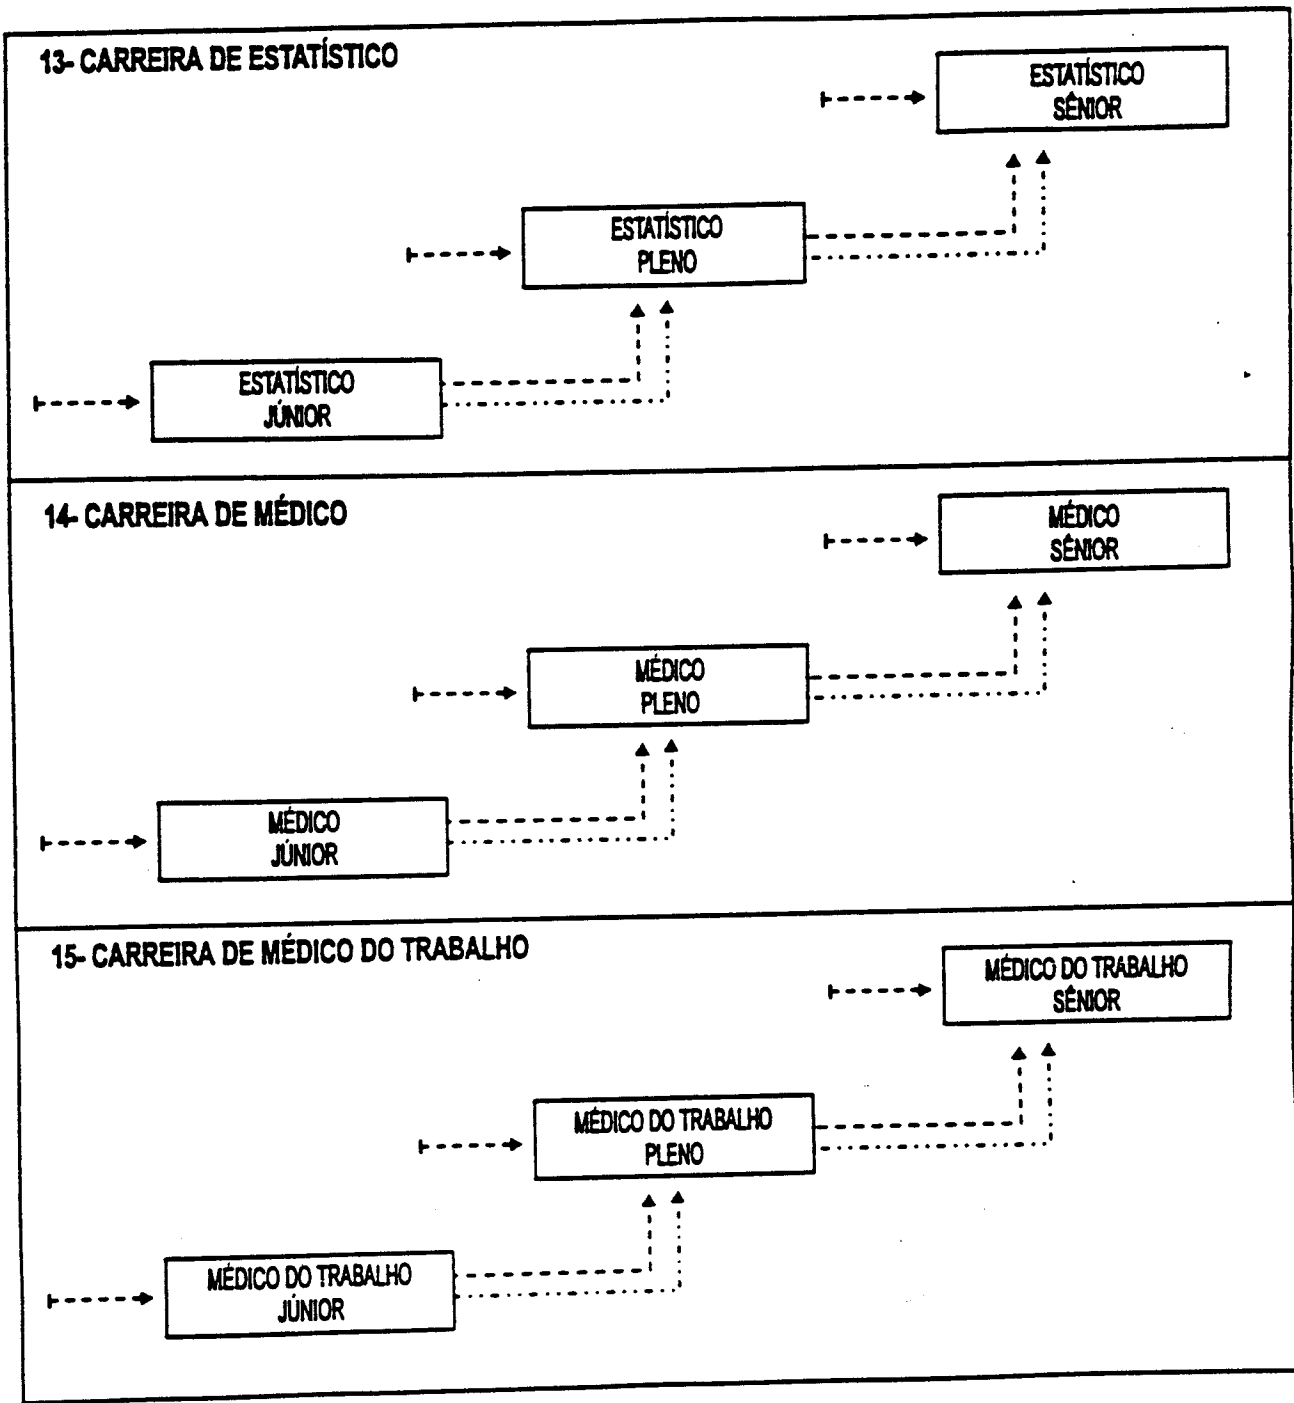 13- CARREIRA DE ESTATÍSTICO
ESTATÍSTICO
SÊNIOR
ESTATÍSTICO
PLENO
ESTATÍSTICO
JÚNIOR
14- CARREIRA DE MÉDICO
MÉDICO
SÊNIOR
MÉDICO
PLENO
MÉDICO
JÚNIOR
15- CARREIRA DE MÉDICO DO TRABALHO
MÉDICO DO TRABALHO
SÊNIOR
MÉDICO DO TRABALHO
PLENO
MÉDICO DO TRABALHO
JÚNIOR